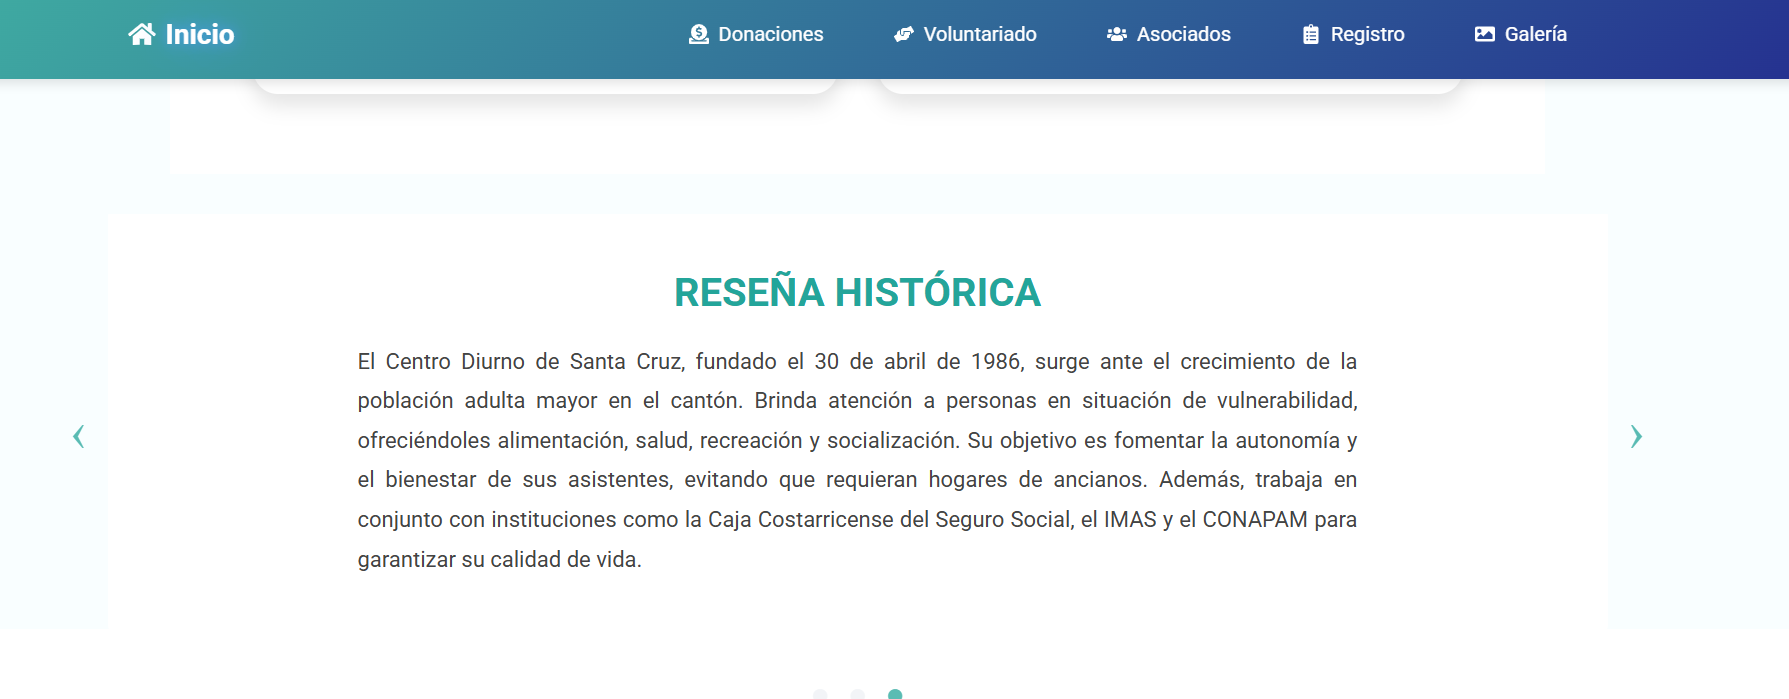 Inicio Donaciones Voluntariado Asociados Registro Galería
RESEÑA HISTÓRICA
El Centro Diurno de Santa Cruz, fundado el 30 de abril de 1986, surge ante el crecimiento de la
población adulta mayor en el cantón. Brinda atención a personas en situación de vulnerabilidad,
ofreciéndoles alimentación, salud, recreación y socialización. Su objetivo es fomentar la autonomía y
el bienestar de sus asistentes, evitando que requieran hogares de ancianos. Además, trabaja en
conjunto con instituciones como la Caja Costarricense del Seguro Social, el IMAS y el CONAPAM para
garantizar su calidad de vida.